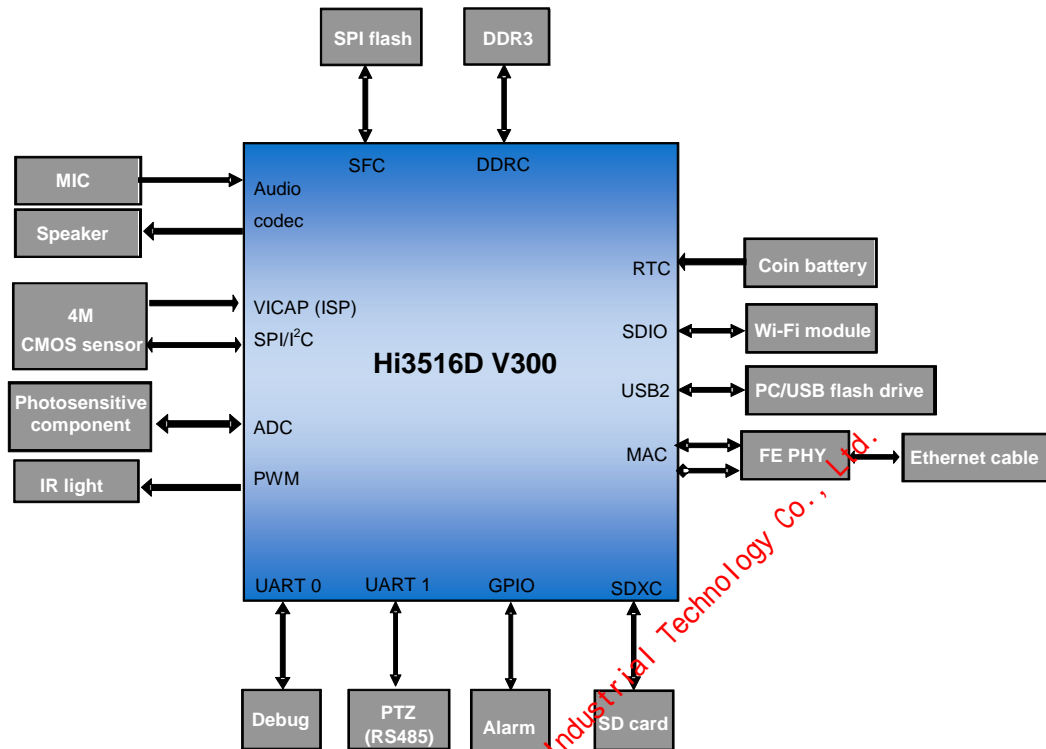 SPI flash
DDR3
SFC
DDRC
MIC
Audio
codec
Speaker
RTC
Coin battery
4M
CMOS sensor
VICAP (ISP)
SPI/I²C
SDIO
Wi-Fi module
Hi3516D V300
USB2
PC/USB flash drive
Photosensitive
component
ADC
MAC
FE PHY
Ethernet cable
IR light
PWM
UART 0
UART 1
GPIO
SDXC
Debug
PTZ
(RS485)
Alarm
SD card
Industrial Technology Co., Ltd.